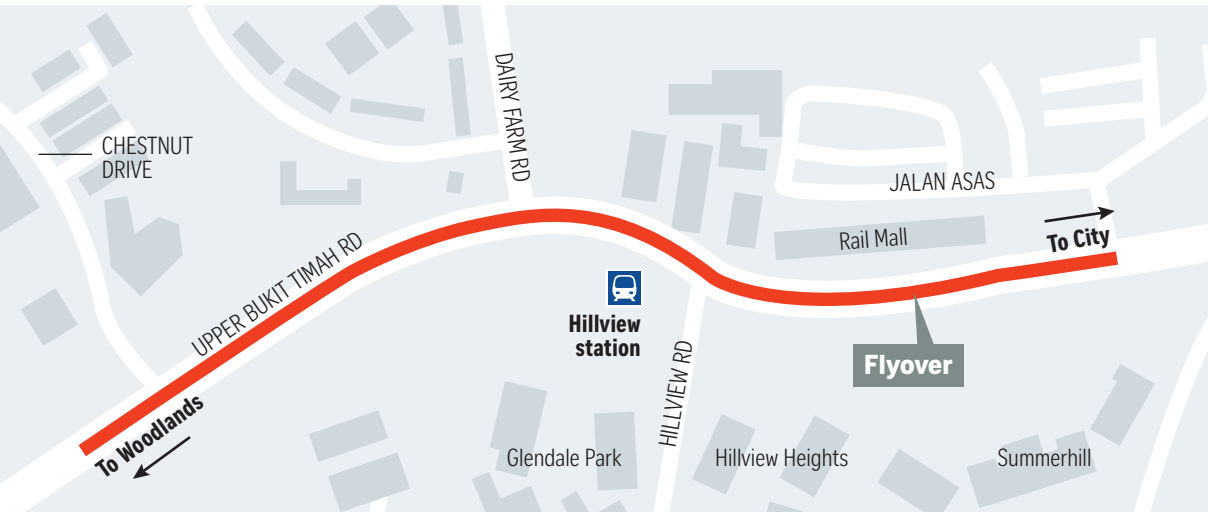 DAIRY FARM RD
CHESTNUT
DRIVE
JALAN ASAS
Rail Mall
To City
UPPER BUKIT TIMAH RD
Hillview
station
HILLVIEW RD
Flyover
To Woodlands
Glendale Park
Hillview Heights
Summerhill